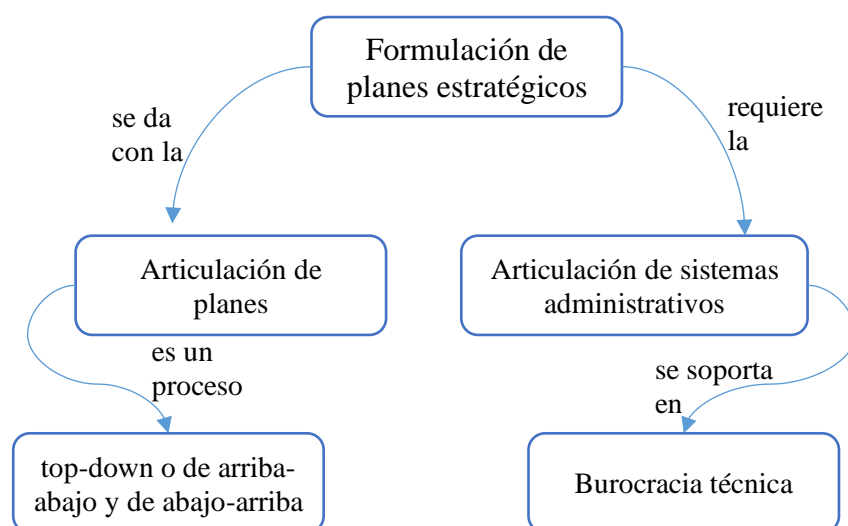 Formulación de
planes estratégicos
se da
con la
requiere
la
Articulación de
planes
Articulación de sistemas
administrativos
es un
proceso
se soporta
en
top-down o de arriba-
abajo y de abajo-arriba
Burocracia técnica